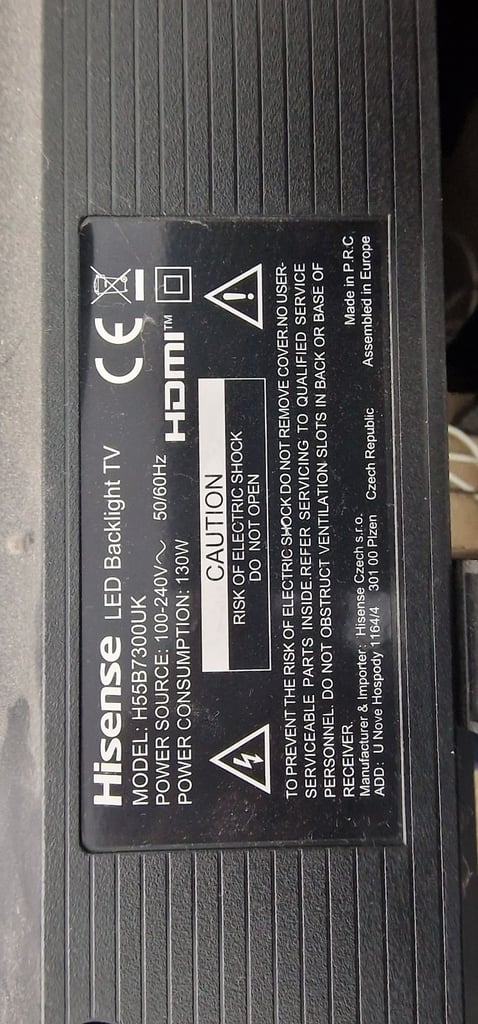 Hisense LED Backlight TV
MODEL: H55B7300UK
POWER SOURCE: 100-240V～ 50/60Hz
POWER CONSUMPTION: 130W
CE
HDMI™
CAUTION
RISK OF ELECTRIC SHOCK
DO NOT OPEN
TO PREVENT THE RISK OF ELECTRIC SHOCK DO NOT REMOVE COVER.NO USER-
SERVICEABLE PARTS INSIDE.REFER SERVICING TO QUALIFIED SERVICE
PERSONNEL. DO NOT OBSTRUCT VENTILATION SLOTS IN BACK OR BASE OF
RECEIVER.
Manufacturer & Importer: Hisense Czech s.r.o.
ADD: U Nove Hospody 1164/4 301 00 Plzen Czech Republic
Made in P.R.C
Assembled in Europe